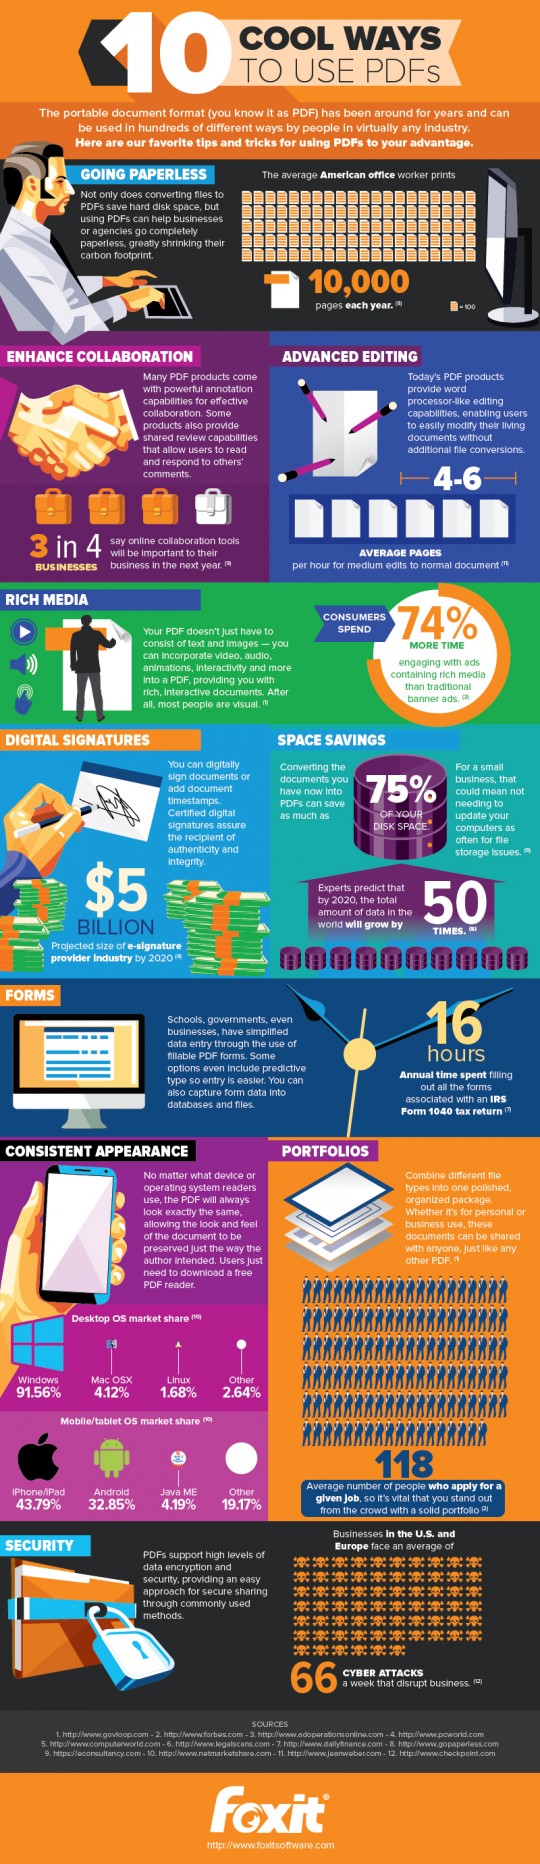 10 COOL WAYS
TO USE PDFs
The portable document format (you know it as PDF) has been around for years and can
be used in hundreds of different ways by people in virtually any industry.
Here are our favorite tips and tricks for using PDFs to your advantage.
GOING PAPERLESS
Not only does converting files to
PDFs save hard disk space, but
using PDFs can help businesses
or agencies go completely
paperless, greatly shrinking their
carbon footprint.
The average American office worker prints
10,000
pages each year. (8)
= 100
ENHANCE COLLABORATION
Many PDF products come
with powerful annotation
capabilities for effective
collaboration. Some
products also provide
shared review capabilities
that allow users to read
and respond to others'
comments.
3 in 4
BUSINESSES
say online collaboration tools
will be important to their
business in the next year. (9)
ADVANCED EDITING
Today's PDF products
provide word
processor-like editing
capabilities, enabling users
to easily modify their living
documents without
additional file conversions.
4-6
AVERAGE PAGES
per hour for medium edits to normal document (11)
RICH MEDIA
Your PDF doesn't just have to
consist of text and images — you
can incorporate video, audio,
animations, interactivity and more
into a PDF, providing you with
rich, interactive documents. After
all, most people are visual. (1)
CONSUMERS
SPEND
74%
MORE TIME
engaging with ads
containing rich media
than traditional
banner ads. (3)
DIGITAL SIGNATURES
You can digitally
sign documents or
add document
timestamps.
Certified digital
signatures assure
the recipient of
authenticity and
integrity.
$5
BILLION
Projected size of e-signature
provider industry by 2020 (4)
SPACE SAVINGS
Converting the
documents you
have now into
PDFs can save
as much as
75%
OF YOUR
DISK SPACE.
For a small
business, that
could mean not
needing to
update your
computers as
often for file
storage issues. (6)
Experts predict that
by 2020, the total
amount of data in the
world will grow by
50
TIMES. (5)
FORMS
Schools, governments, even
businesses, have simplified
data entry through the use of
fillable PDF forms. Some
options even include predictive
type so entry is easier. You can
also capture form data into
databases and files.
16
hours
Annual time spent filling
out all the forms
associated with an IRS
Form 1040 tax return (7)
CONSISTENT APPEARANCE
No matter what device or
operating system readers
use, the PDF will always
look exactly the same,
allowing the look and feel
of the document to be
preserved just the way the
author intended. Users just
need to download a free
PDF reader.
Desktop OS market share (10)
Windows Mac OSX Linux Other
91.56% 4.12% 1.68% 2.64%
Mobile/tablet OS market share (10)
iPhone/iPad Android Java ME Other
43.79% 32.85% 4.19% 19.17%
PORTFOLIOS
Combine different file
types into one polished,
organized package.
Whether it's for personal or
business use, these
documents can be shared
with anyone, just like any
other PDF. (1)
118
Average number of people who apply for a
given job, so it's vital that you stand out
from the crowd with a solid portfolio (2)
SECURITY
PDFs support high levels of
data encryption and
security, providing an easy
approach for secure sharing
through commonly used
methods.
Businesses in the U.S. and
Europe face an average of
66 CYBER ATTACKS
a week that disrupt business. (12)
SOURCES
1. http://www.govloop.com - 2. http://www.forbes.com - 3. http://www.adoperationsonline.com - 4. http://www.pcworld.com
5. http://www.computerworld.com - 6. http://www.legalscans.com - 7. http://www.dailyfinance.com - 8. http://www.gopaperless.com
9. https://econsultancy.com - 10. http://www.netmarketshare.com - 11. http://www.jeanweber.com - 12. http://www.checkpoint.com
foxit®
http://www.foxitsoftware.com